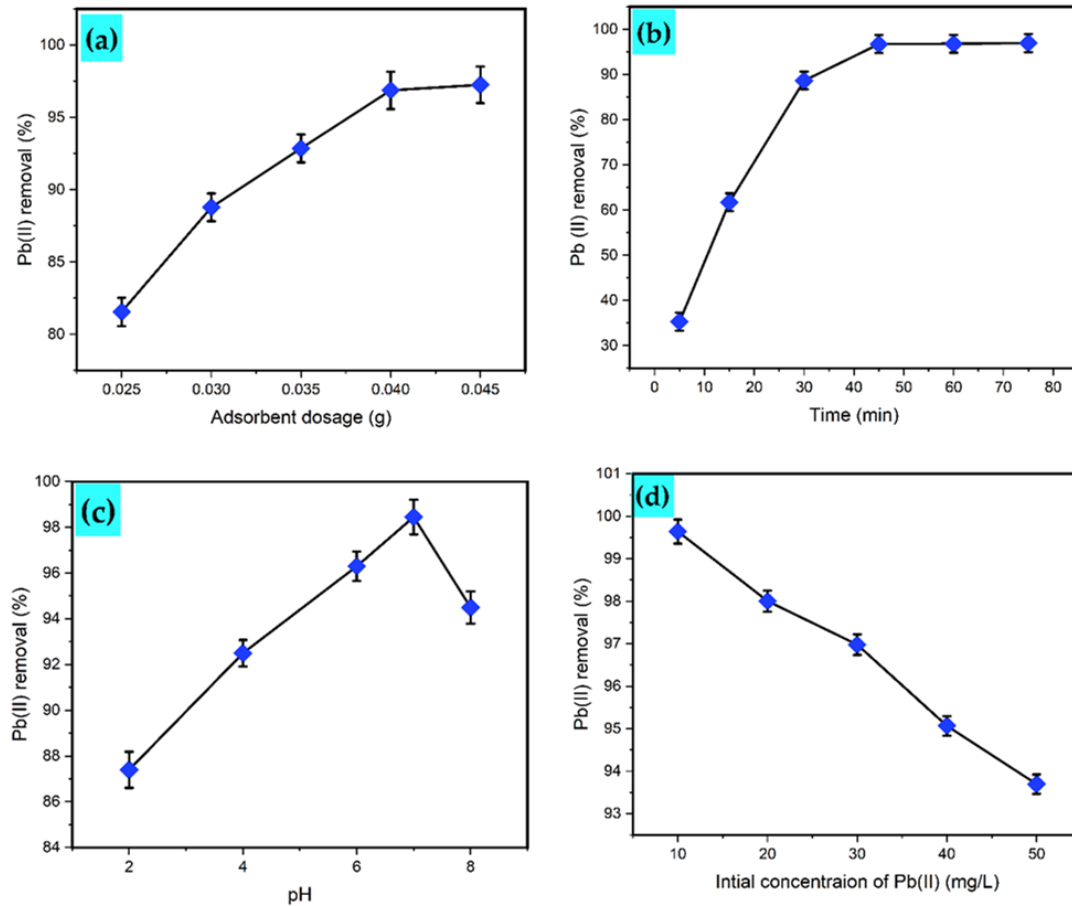 (a)
Pb(II) removal (%)
95
90
85
80
0.025 0.030 0.035 0.040 0.045
Adsorbent dosage (g)
(b)
Pb (II) removal (%)
100
90
80
70
60
50
40
30
0 10 20 30 40 50 60 70 80
Time (min)
(c)
Pb(II) removal (%)
100
98
96
94
92
90
88
86
84
2 4 6 8
pH
(d)
Pb(II) removal (%)
101
100
99
98
97
96
95
94
93
10 20 30 40 50
Intial concentraion of Pb(II) (mg/L)